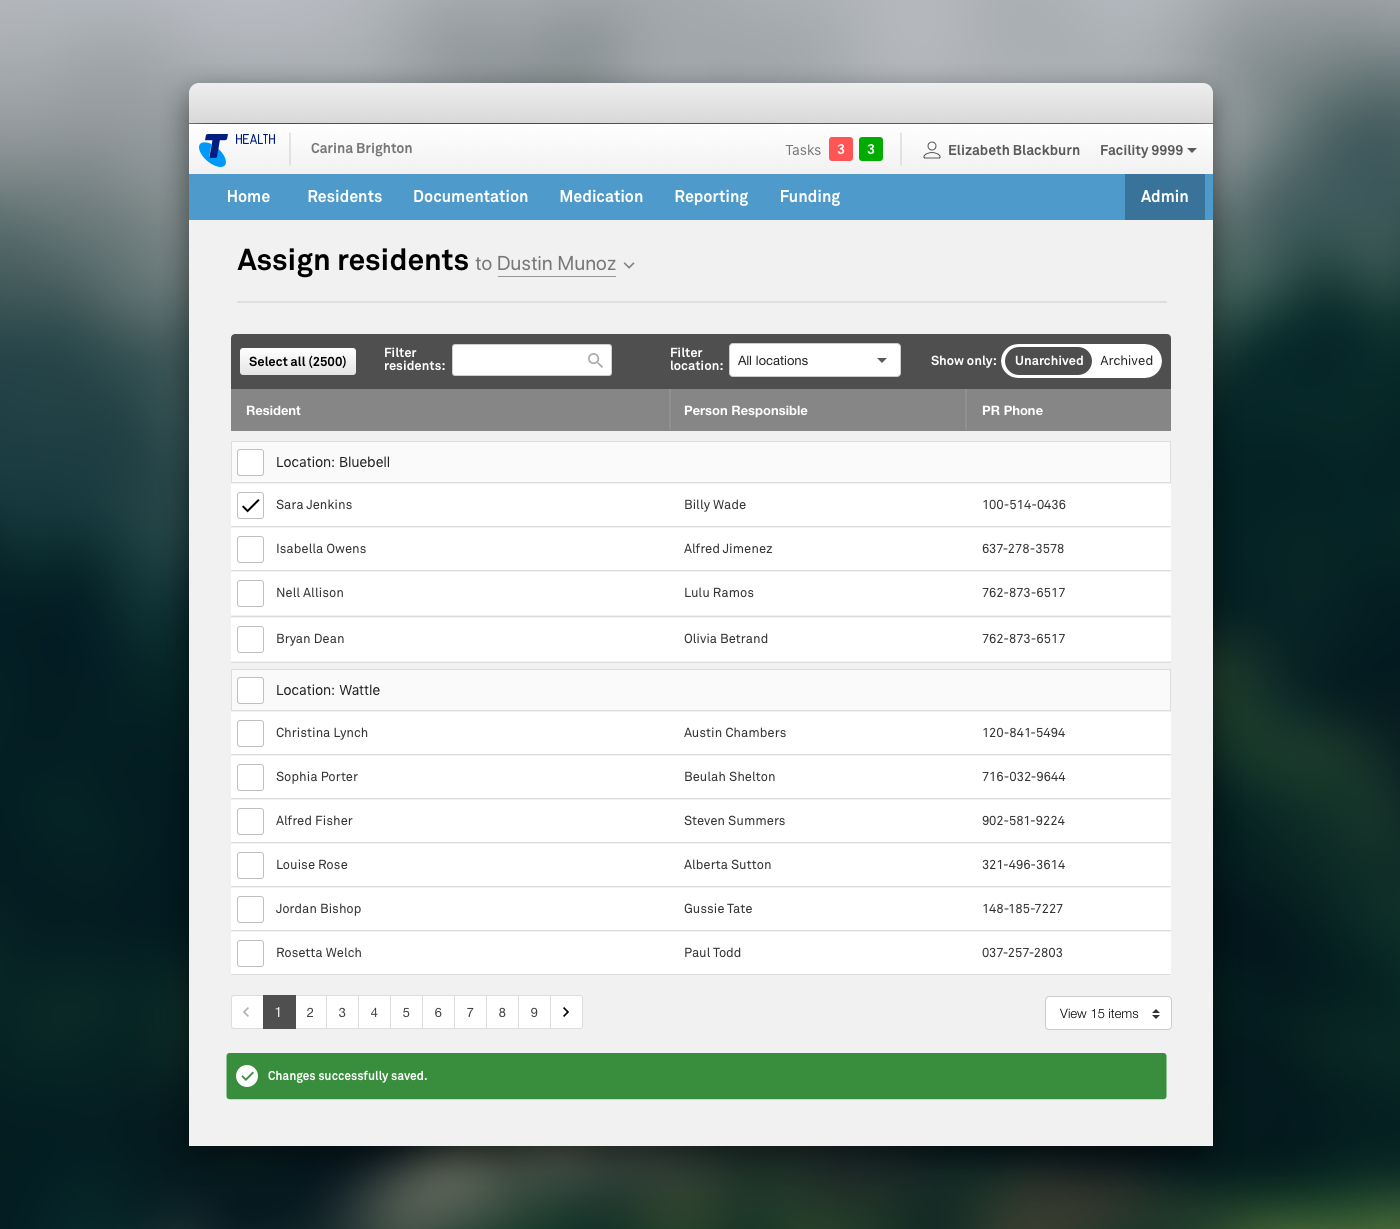 T HEALTH
Carina Brighton
Tasks 3 3
Elizabeth Blackburn
Facility 9999
Home Residents Documentation Medication Reporting Funding Admin
Assign residents to Dustin Munoz
Select all (2500)
Filter
residents:
Filter
location:
All locations
Show only: Unarchived Archived
Resident Person Responsible PR Phone
Location: Bluebell
Sara Jenkins Billy Wade 100-514-0436
Isabella Owens Alfred Jimenez 637-278-3578
Nell Allison Lulu Ramos 762-873-6517
Bryan Dean Olivia Betrand 762-873-6517
Location: Wattle
Christina Lynch Austin Chambers 120-841-5494
Sophia Porter Beulah Shelton 716-032-9644
Alfred Fisher Steven Summers 902-581-9224
Louise Rose Alberta Sutton 321-496-3614
Jordan Bishop Gussie Tate 148-185-7227
Rosetta Welch Paul Todd 037-257-2803
1 2 3 4 5 6 7 8 9
View 15 items
Changes successfully saved.